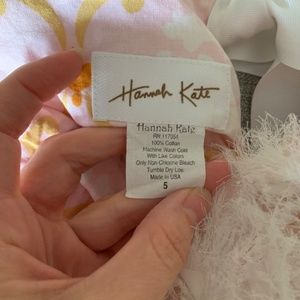 Hannah Kate
Hannah Kate
RN 117051
100% Cotton
Machine Wash Cold
With Like Colors
Only Non-Chlorine Bleach
Tumble Dry Low
Made in USA
5